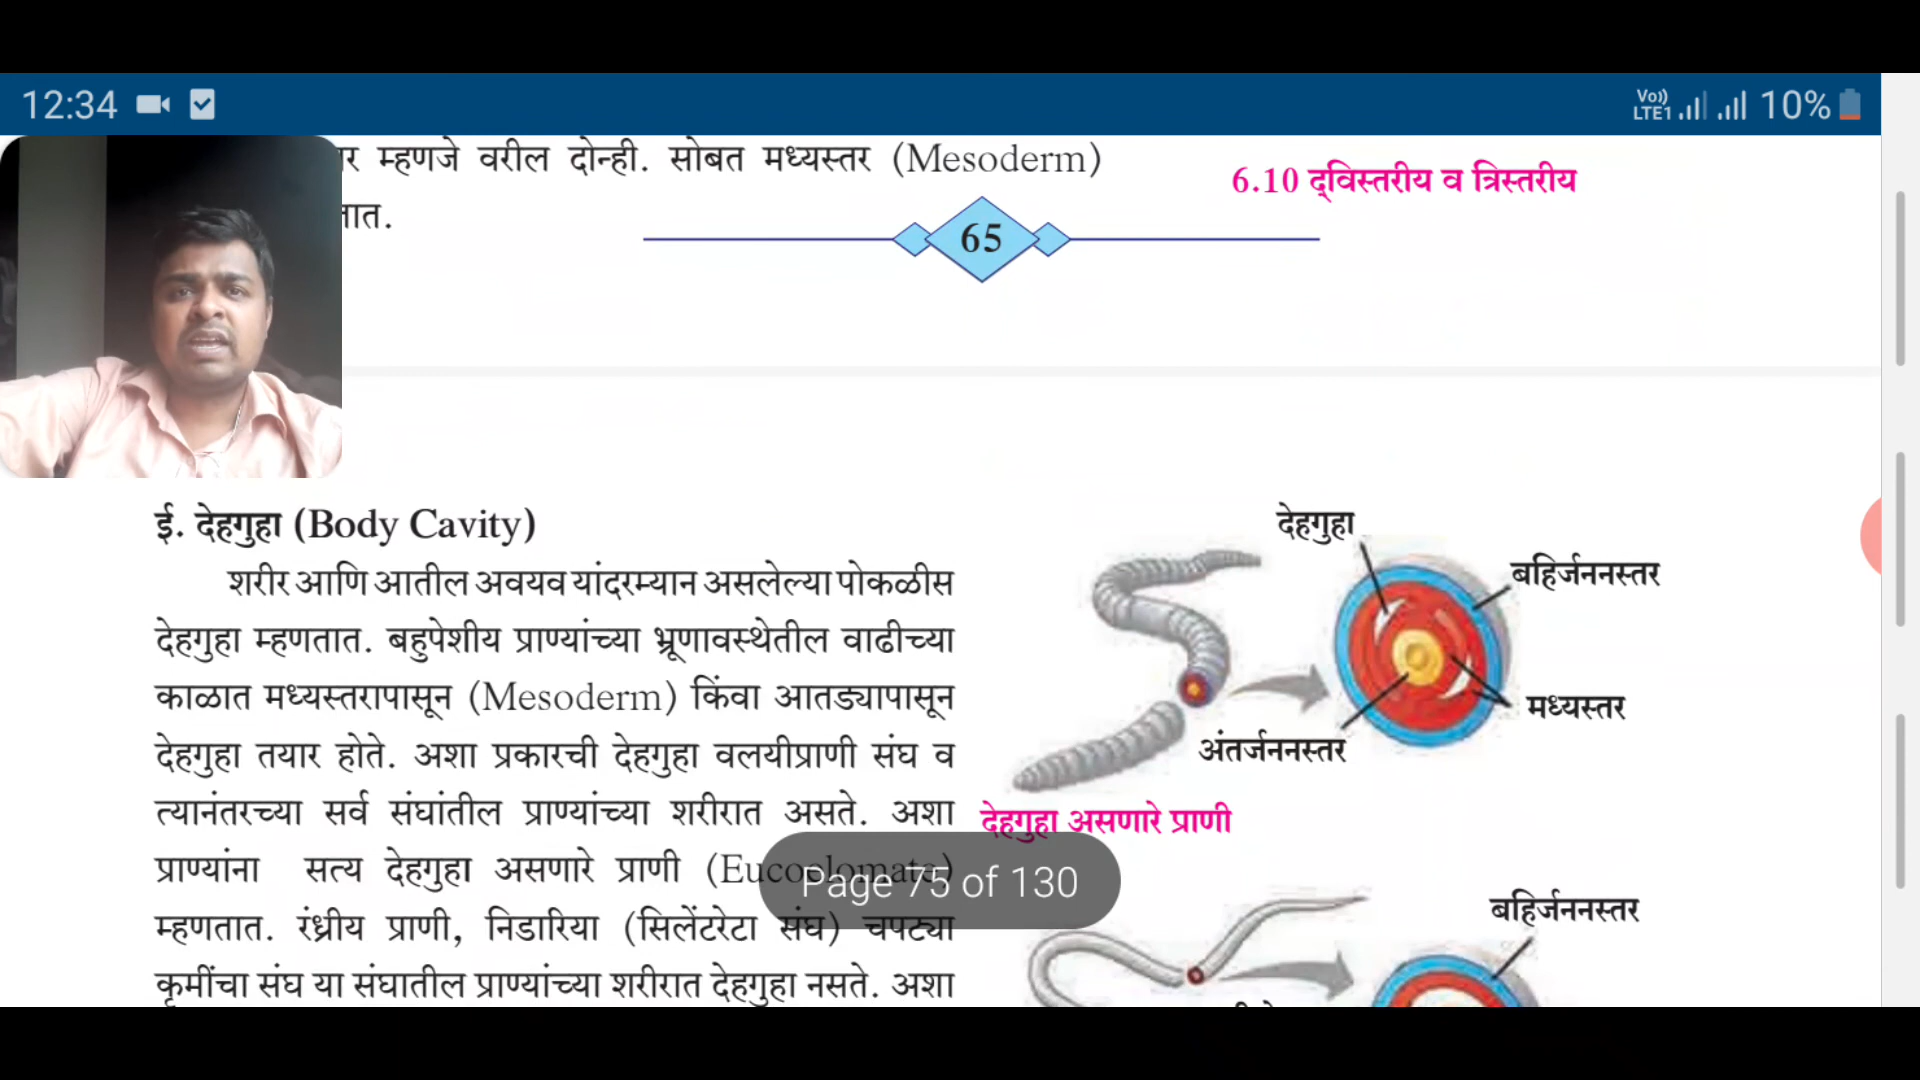 12:34
Vo)) LTE1 10%
म्हणजे वरील दोन्ही. सोबत मध्यस्तर (Mesoderm)
6.10 द्‌विस्तरीय व त्रिस्तरीय
65
ई. देहगुहा (Body Cavity)
शरीर आणि आतील अवयव यांदरम्यान असलेल्या पोकळीस
देहगुहा म्हणतात. बहुपेशीय प्राण्यांच्या भ्रूणावस्थेतील वाढीच्या
काळात मध्यस्तरापासून (Mesoderm) किंवा आतड्यापासून
देहगुहा तयार होते. अशा प्रकारची देहगुहा वलयीप्राणी संघ व
त्यानंतरच्या सर्व संघांतील प्राण्यांच्या शरीरात असते. अशा
प्राण्यांना सत्य देहगुहा असणारे प्राणी (Eucoelomate)
म्हणतात. रंध्रीय प्राणी, निडारिया (सिलेंटरेटा संघ) चपट्या
कृमींचा संघ या संघातील प्राण्यांच्या शरीरात देहगुहा नसते. अशा
देहगुहा
बहिर्जननस्तर
मध्यस्तर
अंतर्जननस्तर
देहगुहा असणारे प्राणी
Page 75 of 130
बहिर्जननस्तर